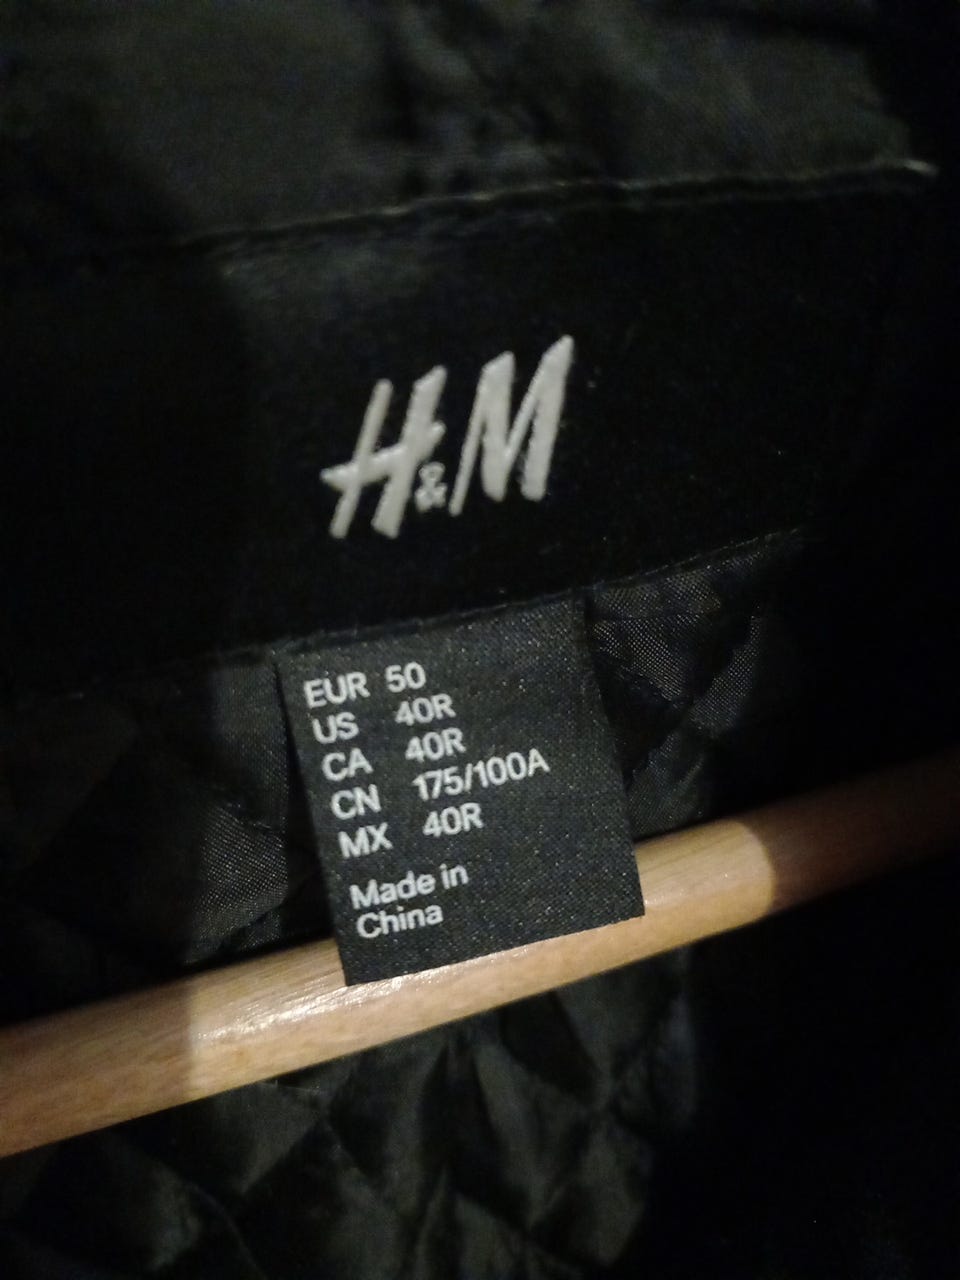 H&M
EUR 50
US 40R
CA 40R
CN 175/100A
MX 40R
Made in
China